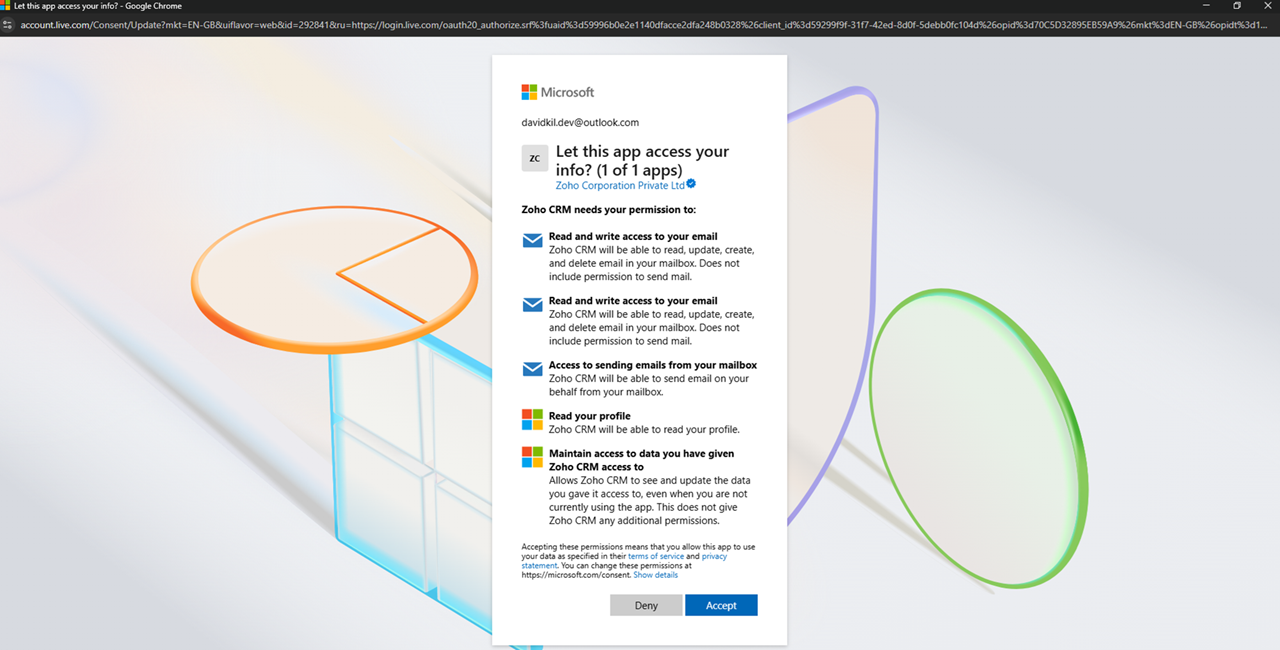 Let this app access your info? - Google Chrome
account.live.com/Consent/Update?mkt=EN-GB&uiflavor=web&id=292841&ru=https://login.live.com/oauth20_authorize.srf%3fuaid%3d59996b0e2e1140dfacce2dfa248b0328%26client_id%3d59299f9f-31f7-42ed-8d0f-5debb0fc104d%26opid%3d70C5D32895EB59A9%26mkt%3dEN-GB%26opidt%3d1...
Microsoft
davidkil.dev@outlook.com
ZC
Let this app access your
info? (1 of 1 apps)
Zoho Corporation Private Ltd
Zoho CRM needs your permission to:
Read and write access to your email
Zoho CRM will be able to read, update, create,
and delete email in your mailbox. Does not
include permission to send mail.
Read and write access to your email
Zoho CRM will be able to read, update, create,
and delete email in your mailbox. Does not
include permission to send mail.
Access to sending emails from your mailbox
Zoho CRM will be able to send email on your
behalf from your mailbox.
Read your profile
Zoho CRM will be able to read your profile.
Maintain access to data you have given
Zoho CRM access to
Allows Zoho CRM to see and update the data
you gave it access to, even when you are not
currently using the app. This does not give
Zoho CRM any additional permissions.
Accepting these permissions means that you allow this app to use
your data as specified in their terms of service and privacy
statement. You can change these permissions at
https://microsoft.com/consent. Show details
Deny
Accept